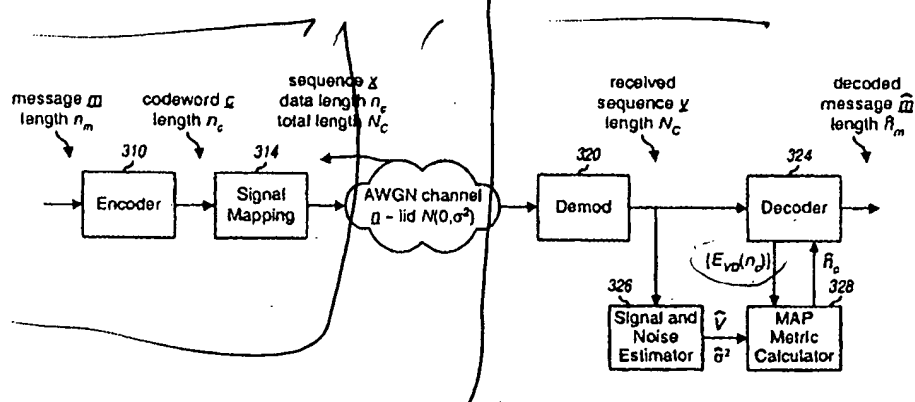 message m
length n_m
codeword c
length n_c
sequence x
data length n_c
total length N_C
received
sequence y
length N_C
decoded
message m̂
length n̂_m
310
Encoder
314
Signal
Mapping
AWGN channel
n – iid N(0,σ²)
320
Demod
324
Decoder
{E_VD(n_c)}
n̂_c
326
Signal and
Noise
Estimator
V̂
σ̂²
328
MAP
Metric
Calculator